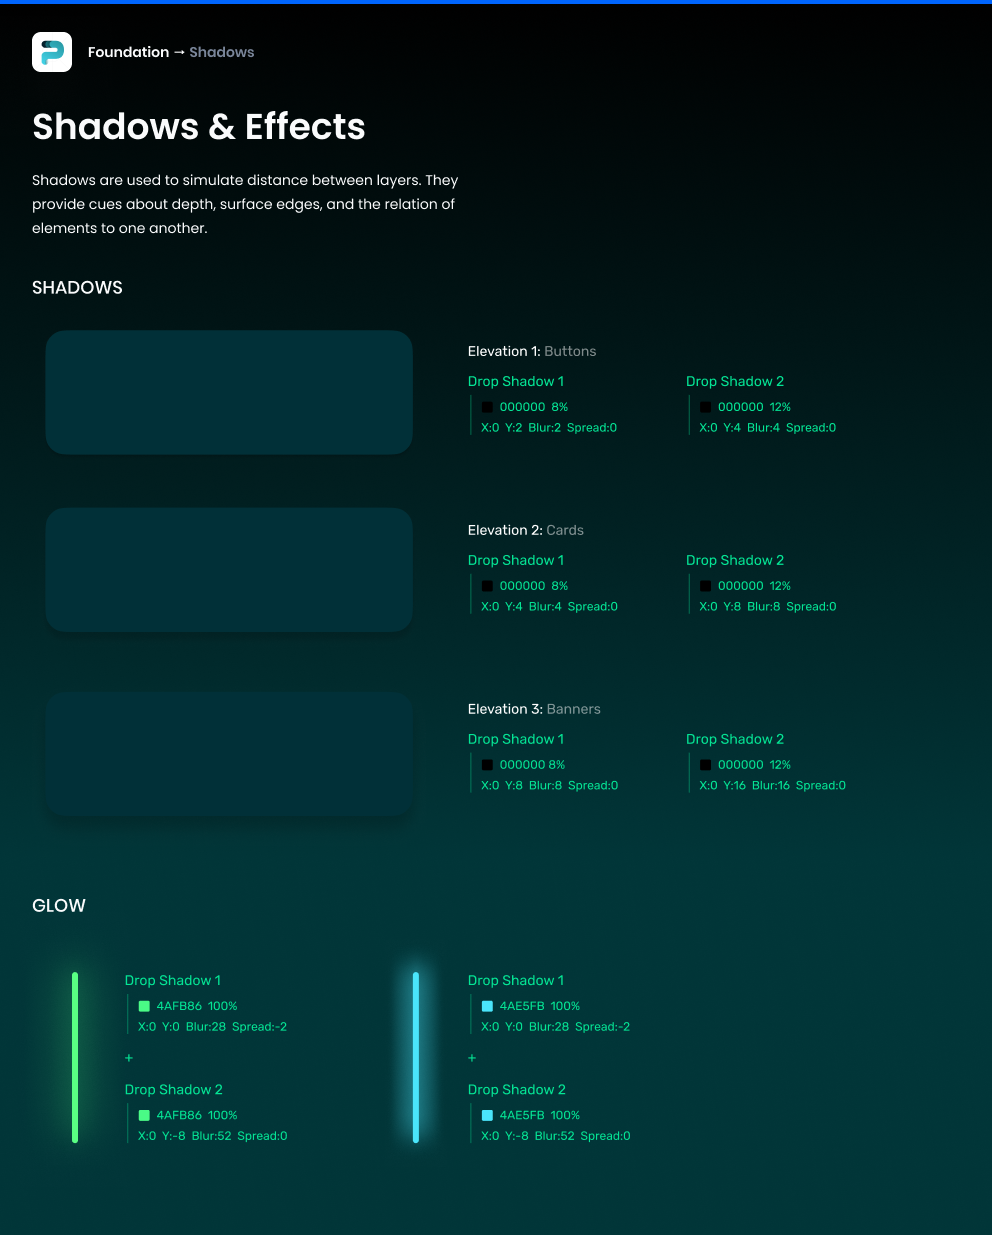 Foundation → Shadows
Shadows & Effects
Shadows are used to simulate distance between layers. They
provide cues about depth, surface edges, and the relation of
elements to one another.
SHADOWS
Elevation 1: Buttons
Drop Shadow 1
000000 8%
X:0 Y:2 Blur:2 Spread:0
Drop Shadow 2
000000 12%
X:0 Y:4 Blur:4 Spread:0
Elevation 2: Cards
Drop Shadow 1
000000 8%
X:0 Y:4 Blur:4 Spread:0
Drop Shadow 2
000000 12%
X:0 Y:8 Blur:8 Spread:0
Elevation 3: Banners
Drop Shadow 1
000000 8%
X:0 Y:8 Blur:8 Spread:0
Drop Shadow 2
000000 12%
X:0 Y:16 Blur:16 Spread:0
GLOW
Drop Shadow 1
4AFB86 100%
X:0 Y:0 Blur:28 Spread:-2
+
Drop Shadow 2
4AFB86 100%
X:0 Y:-8 Blur:52 Spread:0
Drop Shadow 1
4AE5FB 100%
X:0 Y:0 Blur:28 Spread:-2
+
Drop Shadow 2
4AE5FB 100%
X:0 Y:-8 Blur:52 Spread:0